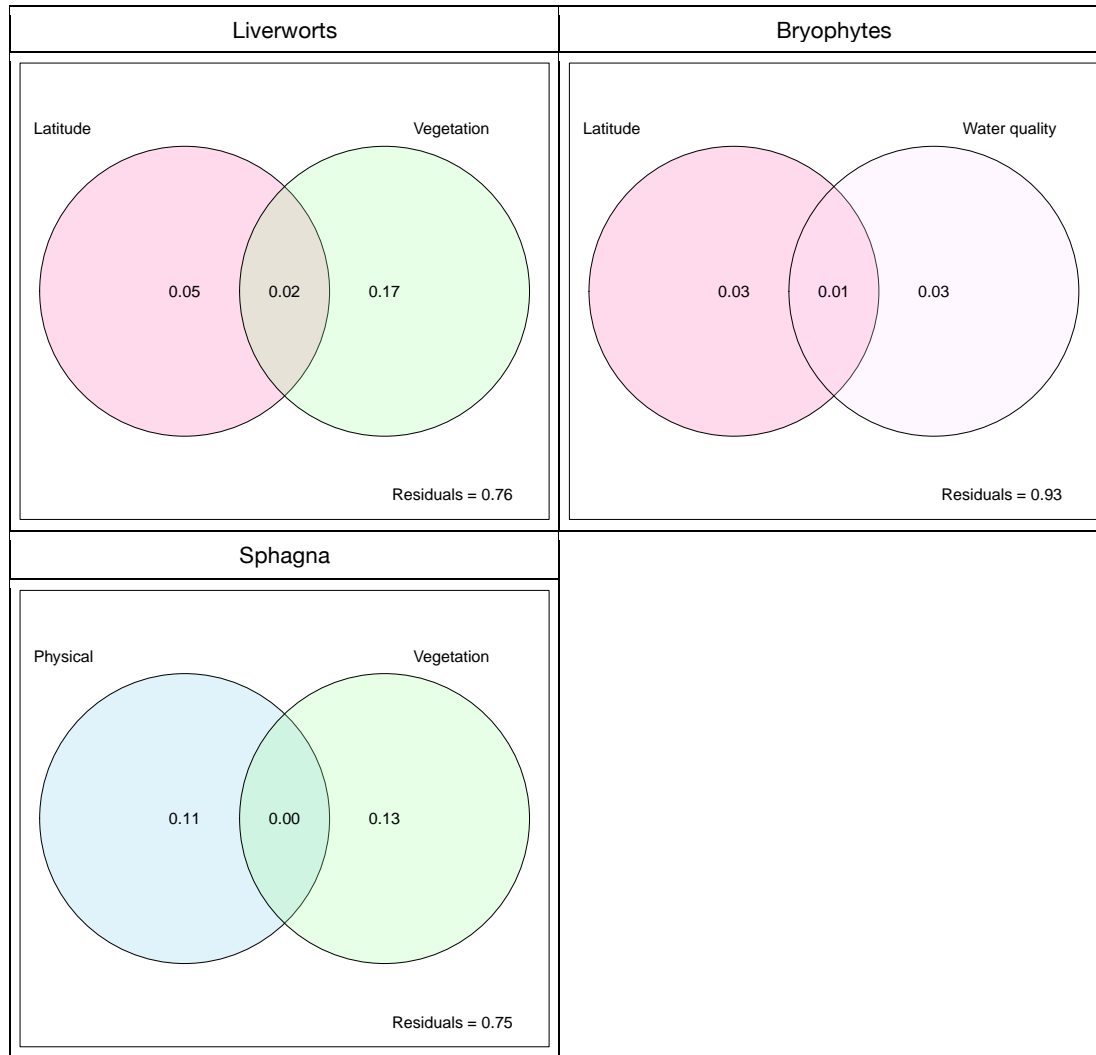 Liverworts
Latitude Vegetation
0.05 0.02 0.17
Residuals = 0.76
Bryophytes
Latitude Water quality
0.03 0.01 0.03
Residuals = 0.93
Sphagna
Physical Vegetation
0.11 0.00 0.13
Residuals = 0.75